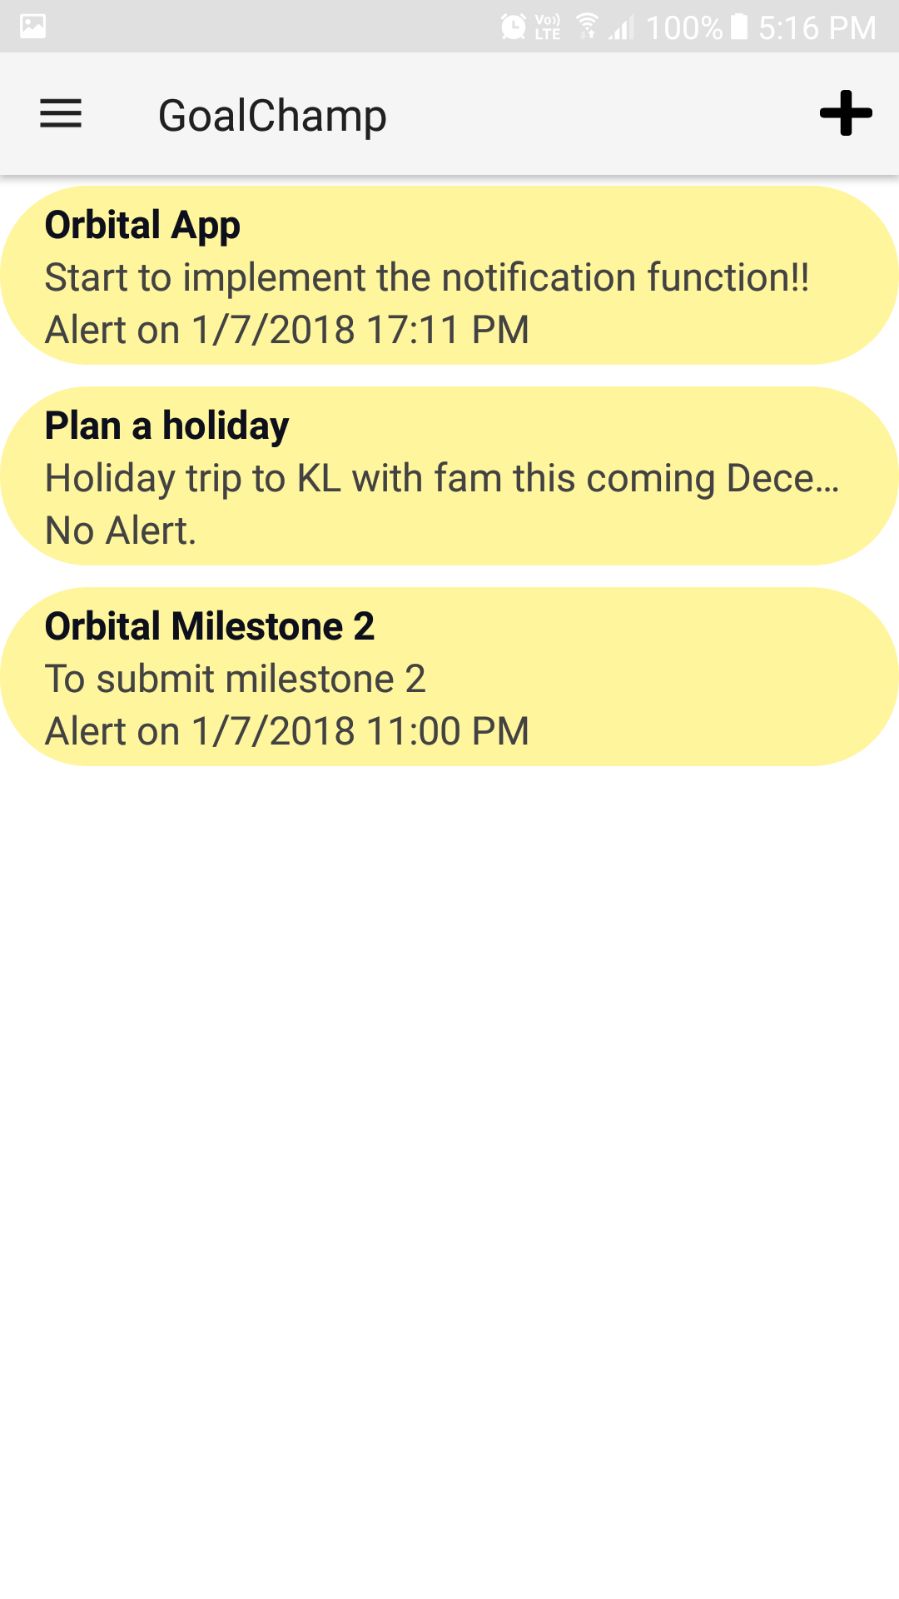 Vo)) LTE 100% 5:16 PM
GoalChamp
Orbital App
Start to implement the notification function!!
Alert on 1/7/2018 17:11 PM
Plan a holiday
Holiday trip to KL with fam this coming Dece...
No Alert.
Orbital Milestone 2
To submit milestone 2
Alert on 1/7/2018 11:00 PM